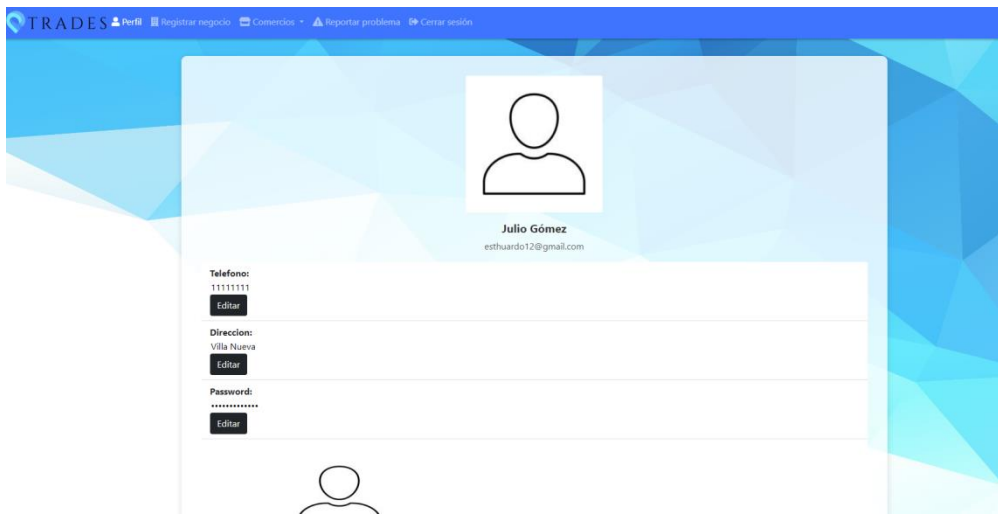 TRADES Perfil Registrar negocio Comercios Reportar problema Cerrar sesión
Julio Gómez
esthuardo12@gmail.com
Telefono:
11111111
Editar
Direccion:
Villa Nueva
Editar
Password:
•••••••••••••
Editar